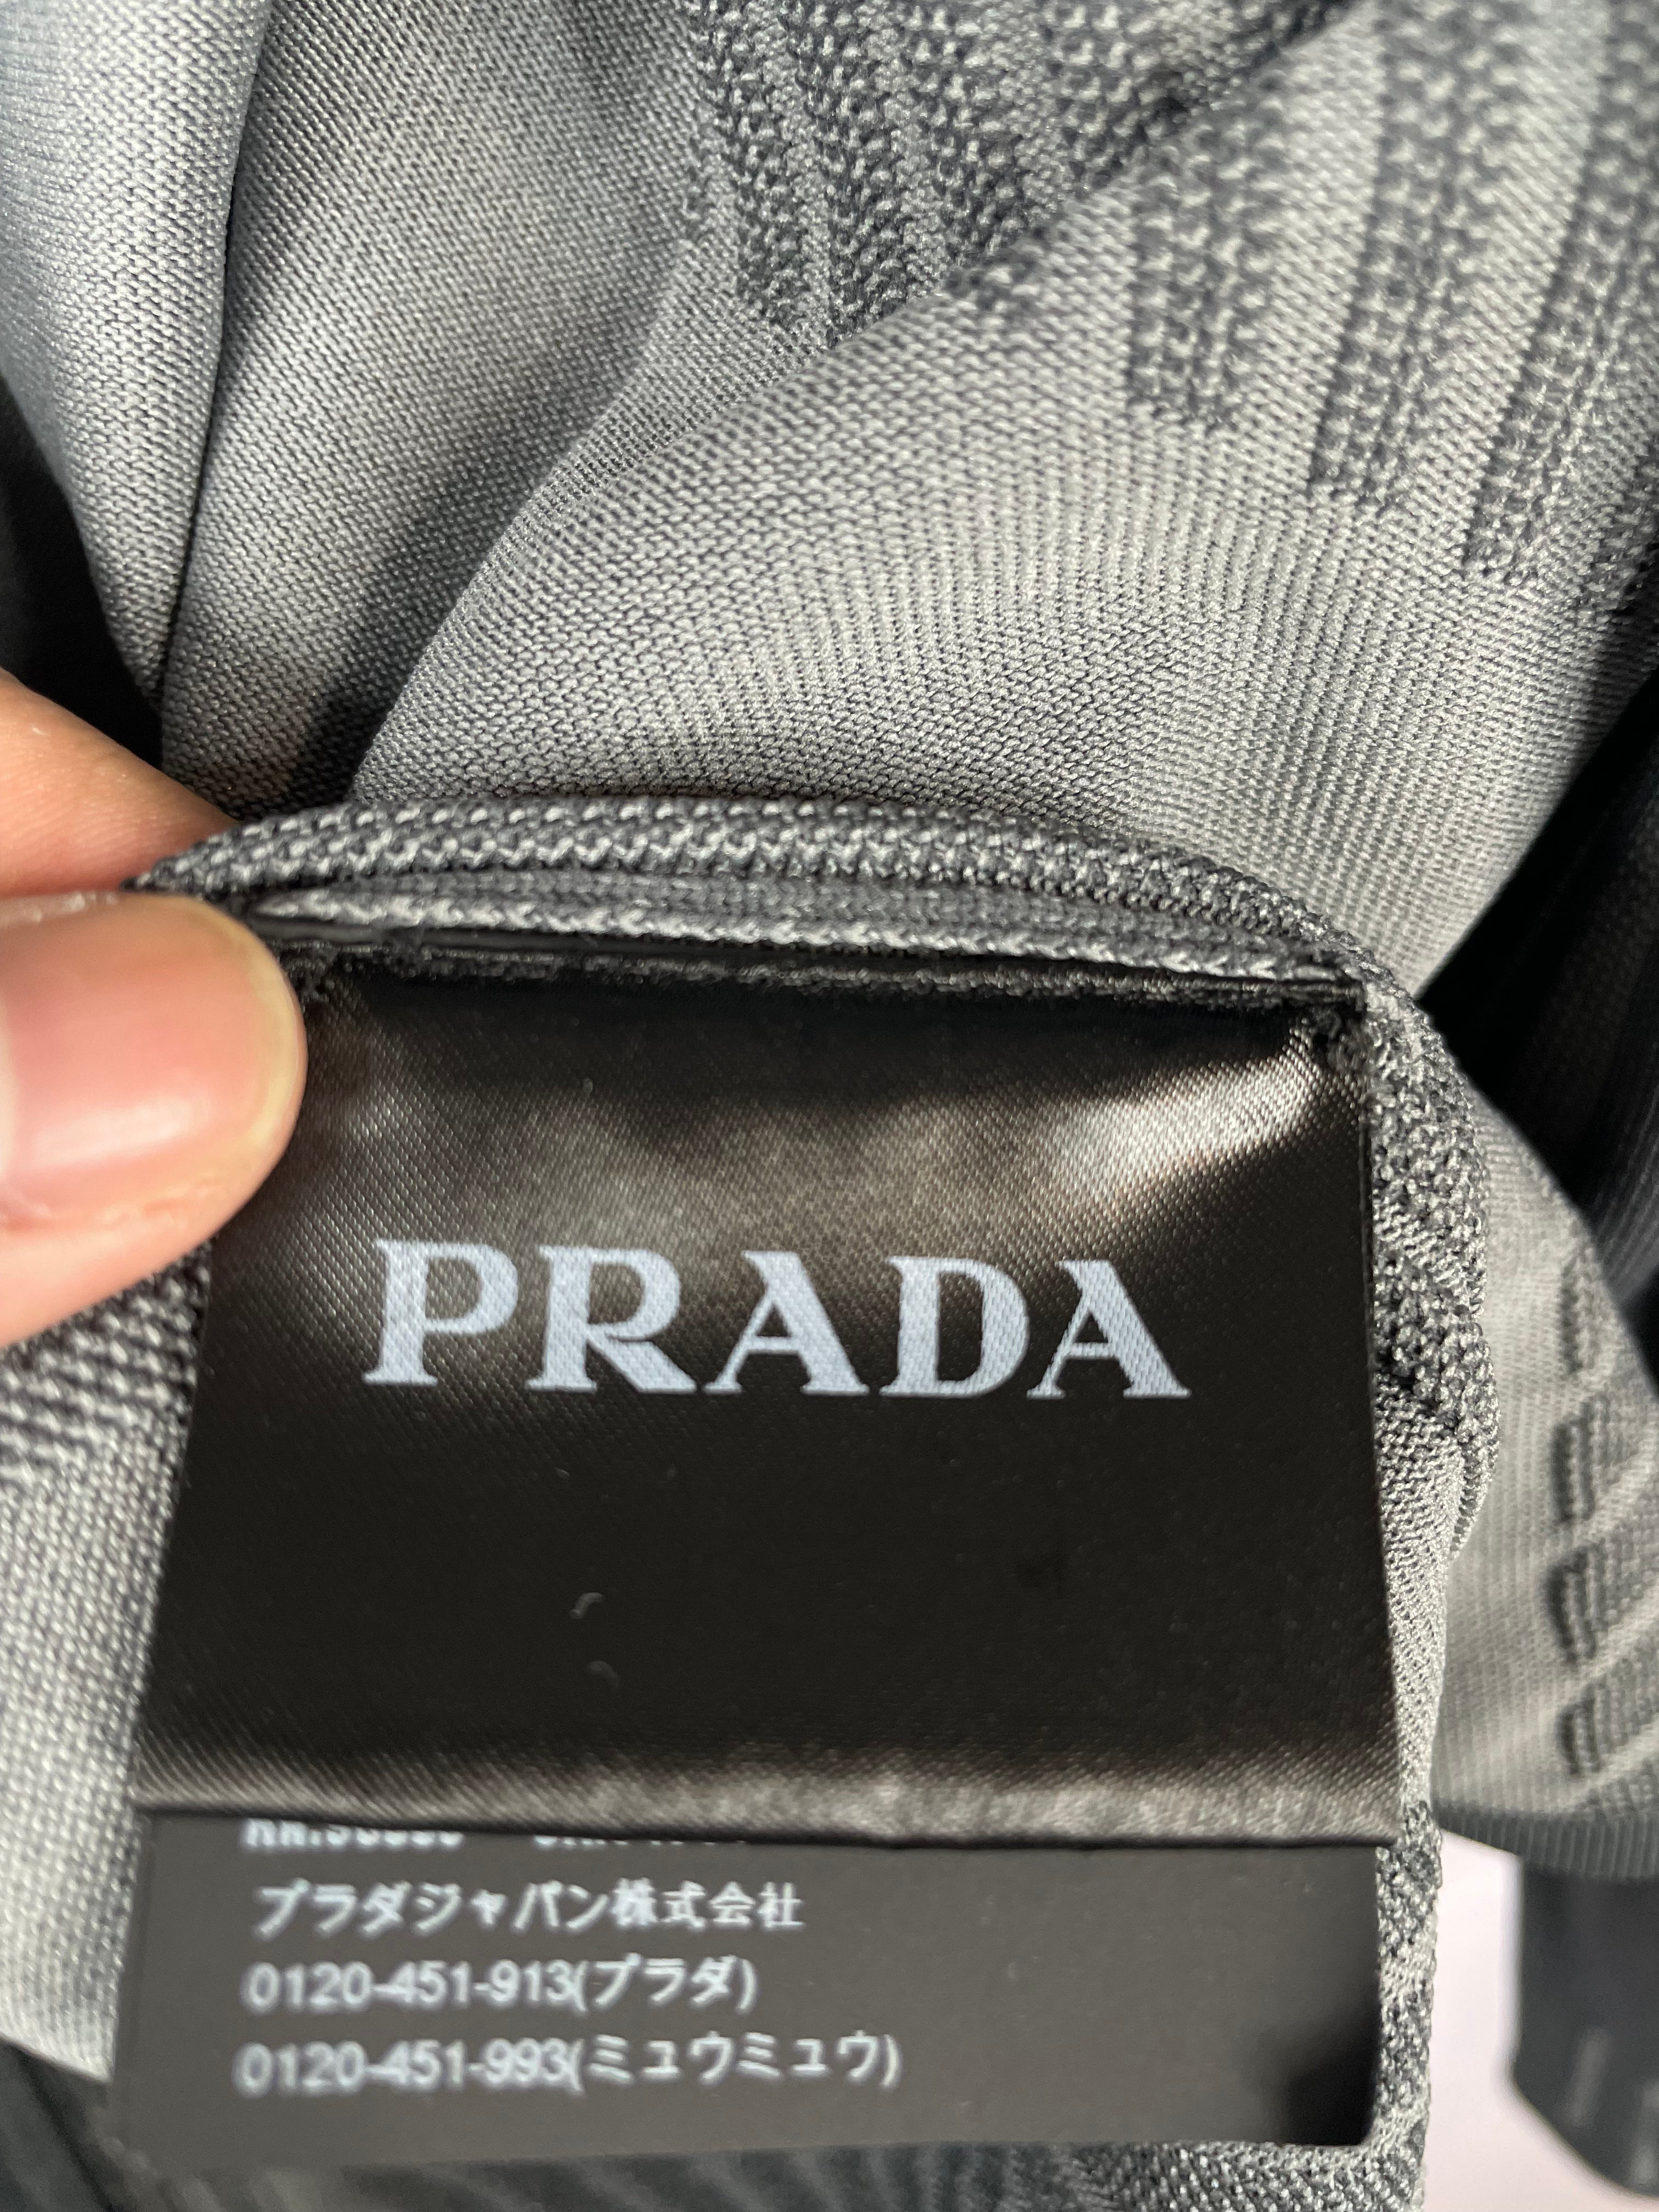 PRADA
プラダジャパン株式会社
0120-451-913(プラダ)
0120-451-993(ミュウミュウ)